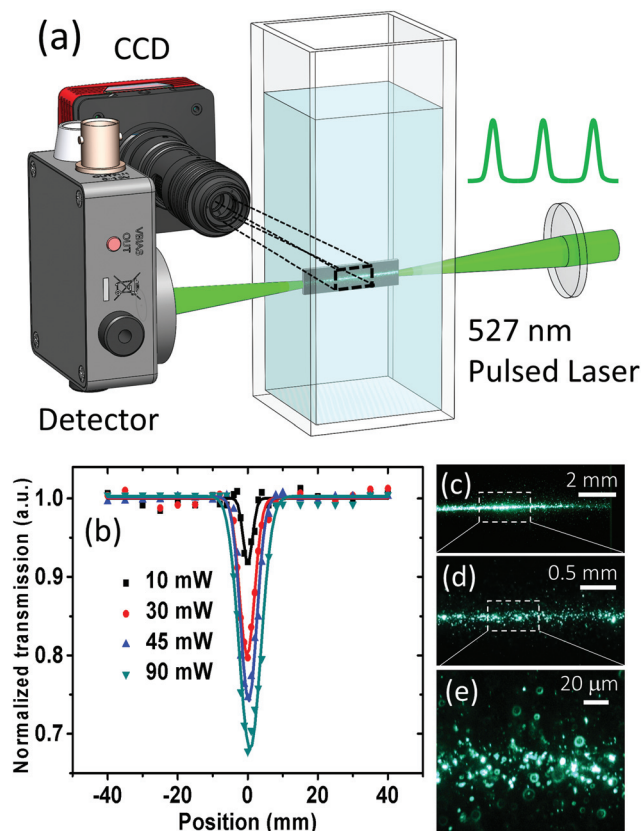 (a)
CCD
VBIAS
OUT
527 nm
Pulsed Laser
Detector
Normalized transmission (a.u.)
1.0
0.9
0.8
0.7
(b)
10 mW
30 mW
45 mW
90 mW
-40
-20
0
20
40
Position (mm)
(c)
2 mm
(d)
0.5 mm
(e)
20 μm